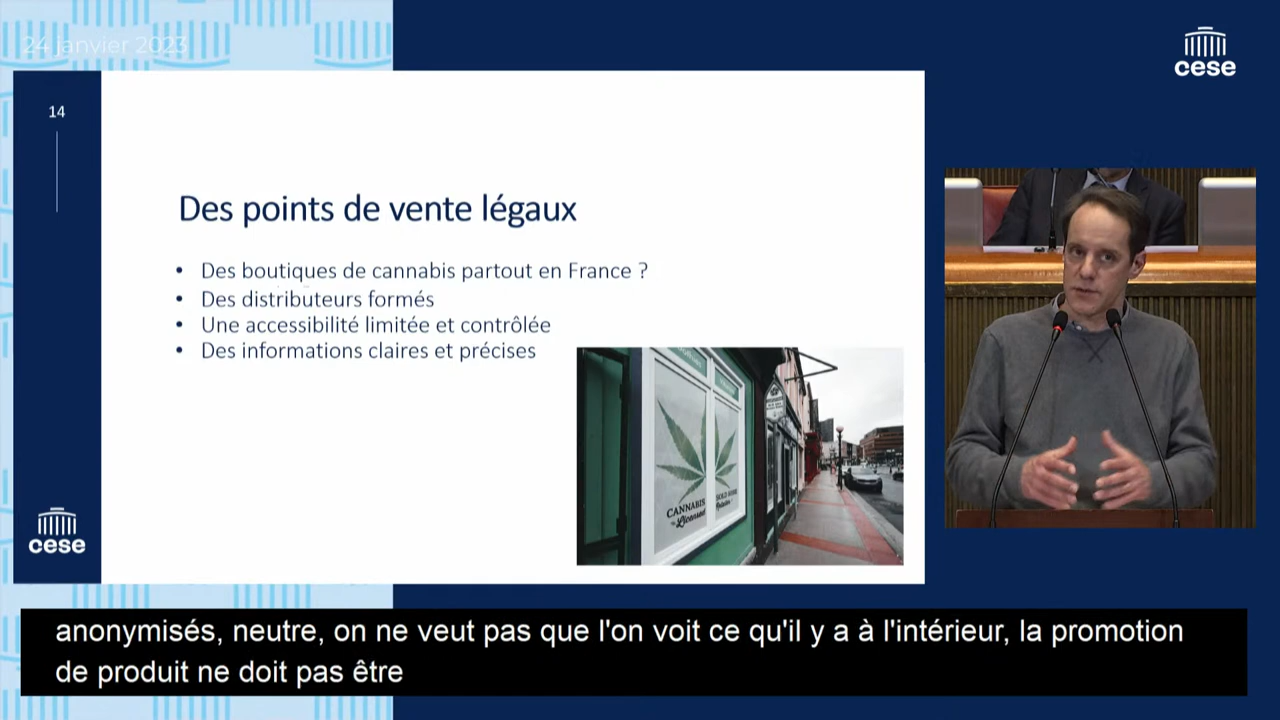 24 janvier 2023
cese
14
Des points de vente légaux
• Des boutiques de cannabis partout en France ?
• Des distributeurs formés
• Une accessibilité limitée et contrôlée
• Des informations claires et précises
CANNABIS
Licensed
cese
anonymisés, neutre, on ne veut pas que l'on voit ce qu'il y a à l'intérieur, la promotion
de produit ne doit pas être